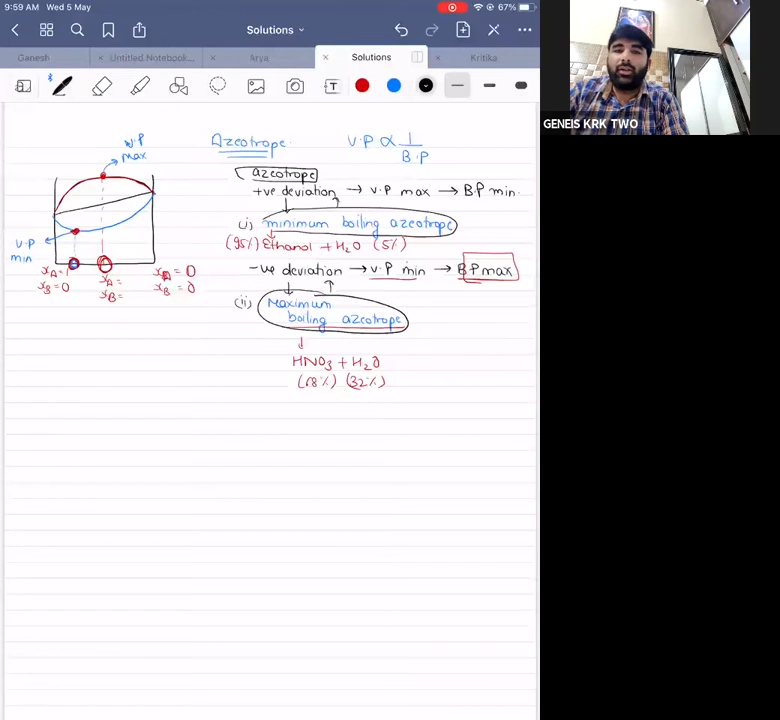 9:59 AM Wed 5 May
67%
Solutions
Ganesh
Untitled Notebook...
Arya
Solutions
Kritika
T
GENEIS KRK TWO
Azeotrope
V.P ∝ 1/B.P
V.P
max
azeotrope
+ve deviation → V.P max → B.P min.
(i) minimum boiling azeotrope
(95%) Ethanol + H2O (5%)
V.P
min
-ve deviation → V.P min → B.P max
xA = 1
xB = 0
xA =
xB =
xA = 0
xB = 0
(ii) Maximum
boiling azeotrope
HNO3 + H2O
(68%) (32%)